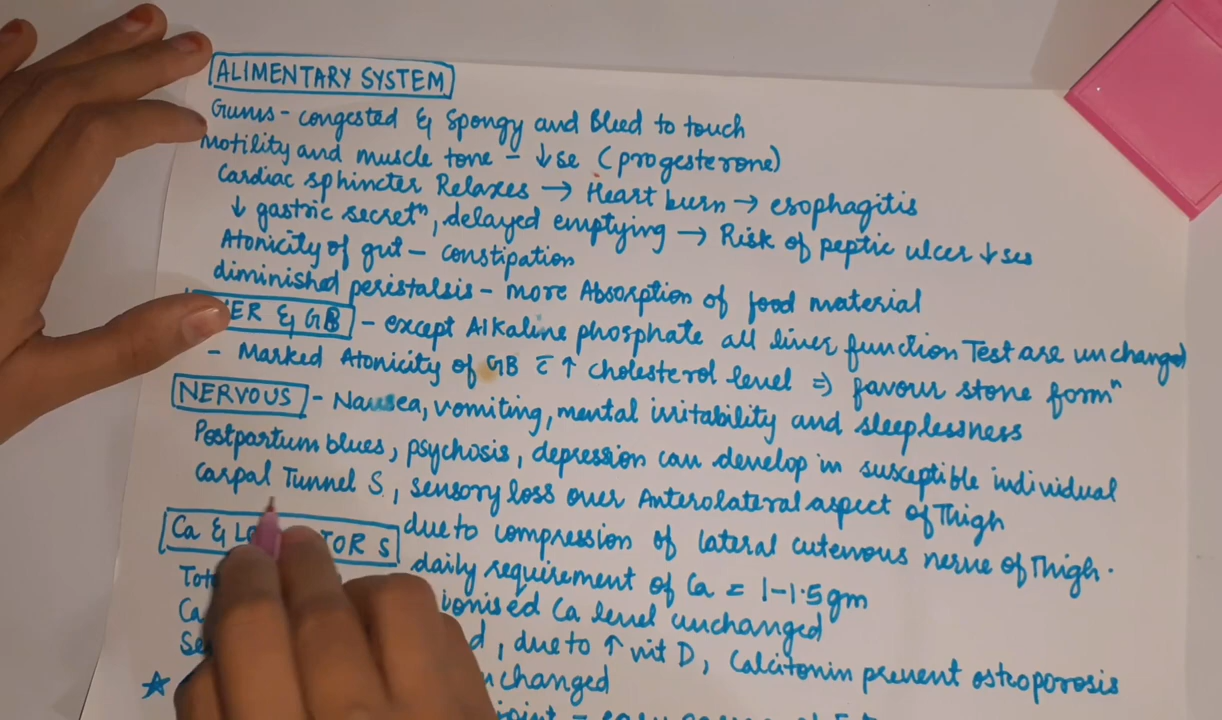 ALIMENTARY SYSTEM
Gums - congested & Spongy and Bleed to touch
Motility and muscle tone - ↓se (progesterone)
Cardiac sphincter Relaxes → Heart burn → esophagitis
↓ gastric secretⁿ, delayed emptying → Risk of peptic ulcer ↓ses
Atonicity of gut - constipation
diminished peristalsis - more Absorption of food material
& GB - except Alkaline phosphate all liver function Test are unchanged
- Marked Atonicity of GB c̄ ↑ cholesterol level ⇒ favour stone formⁿ
NERVOUS - Nausea, vomiting, mental irritability and sleeplessness
Postpartum blues, psychosis, depression can develop in susceptible individual
Carpal Tunnel S., sensory loss over Anterolateral aspect of Thigh
due to compression of lateral cutenous nerve of Thigh.
Ca & S
daily requirement of Ca = 1-1.5gm
ionised Ca level unchanged
, due to ↑ vit D, Calcitonin prevent osteoporosis
★ unchanged